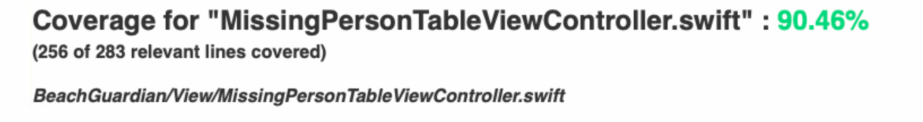 Coverage for "MissingPersonTableViewController.swift" : 90.46%
(256 of 283 relevant lines covered)
BeachGuardian/View/MissingPersonTableViewController.swift